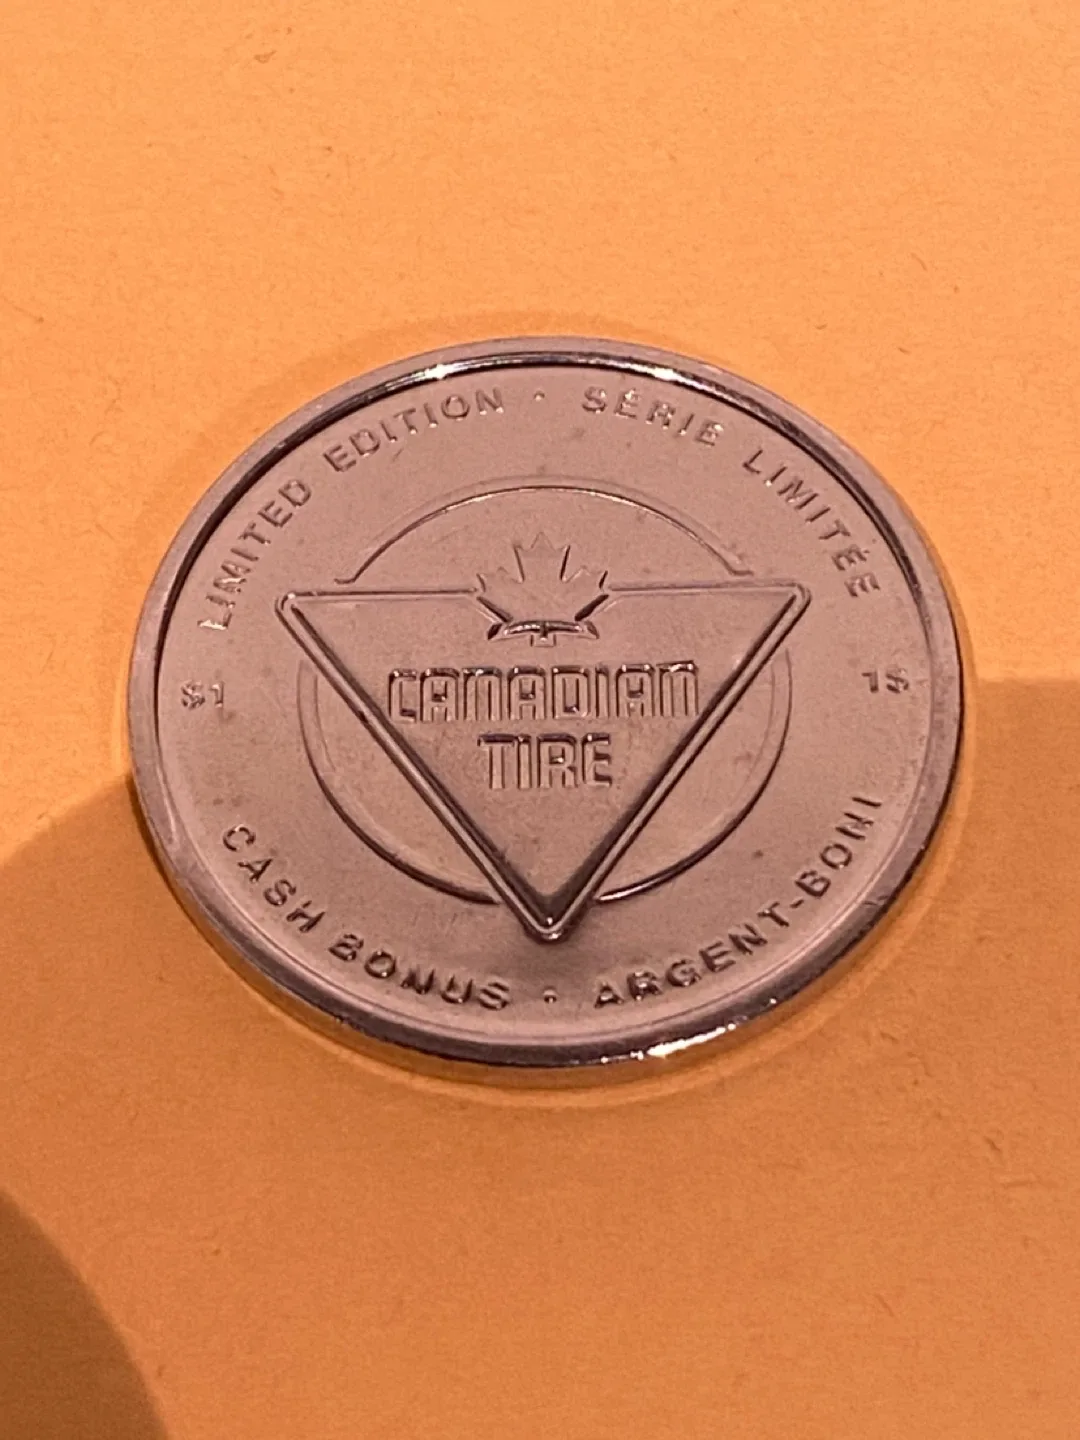 LIMITED EDITION · SÉRIE LIMITÉE
$1
1$
CANADIAN
TIRE
CASH BONUS · ARGENT-BONI